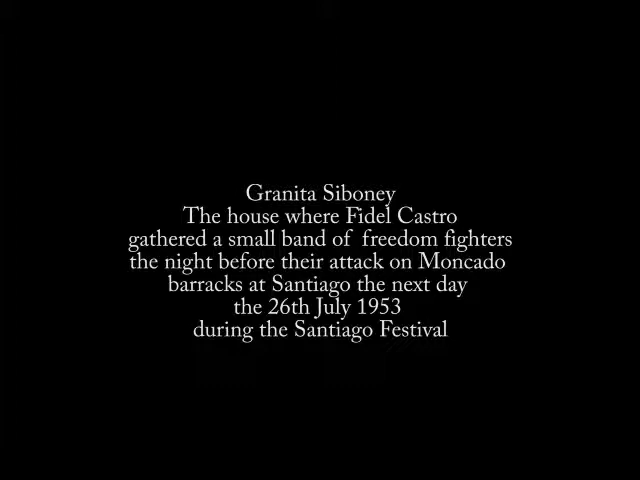 Granita Siboney
The house where Fidel Castro
gathered a small band of freedom fighters
the night before their attack on Moncado
barracks at Santiago the next day
the 26th July 1953
during the Santiago Festival